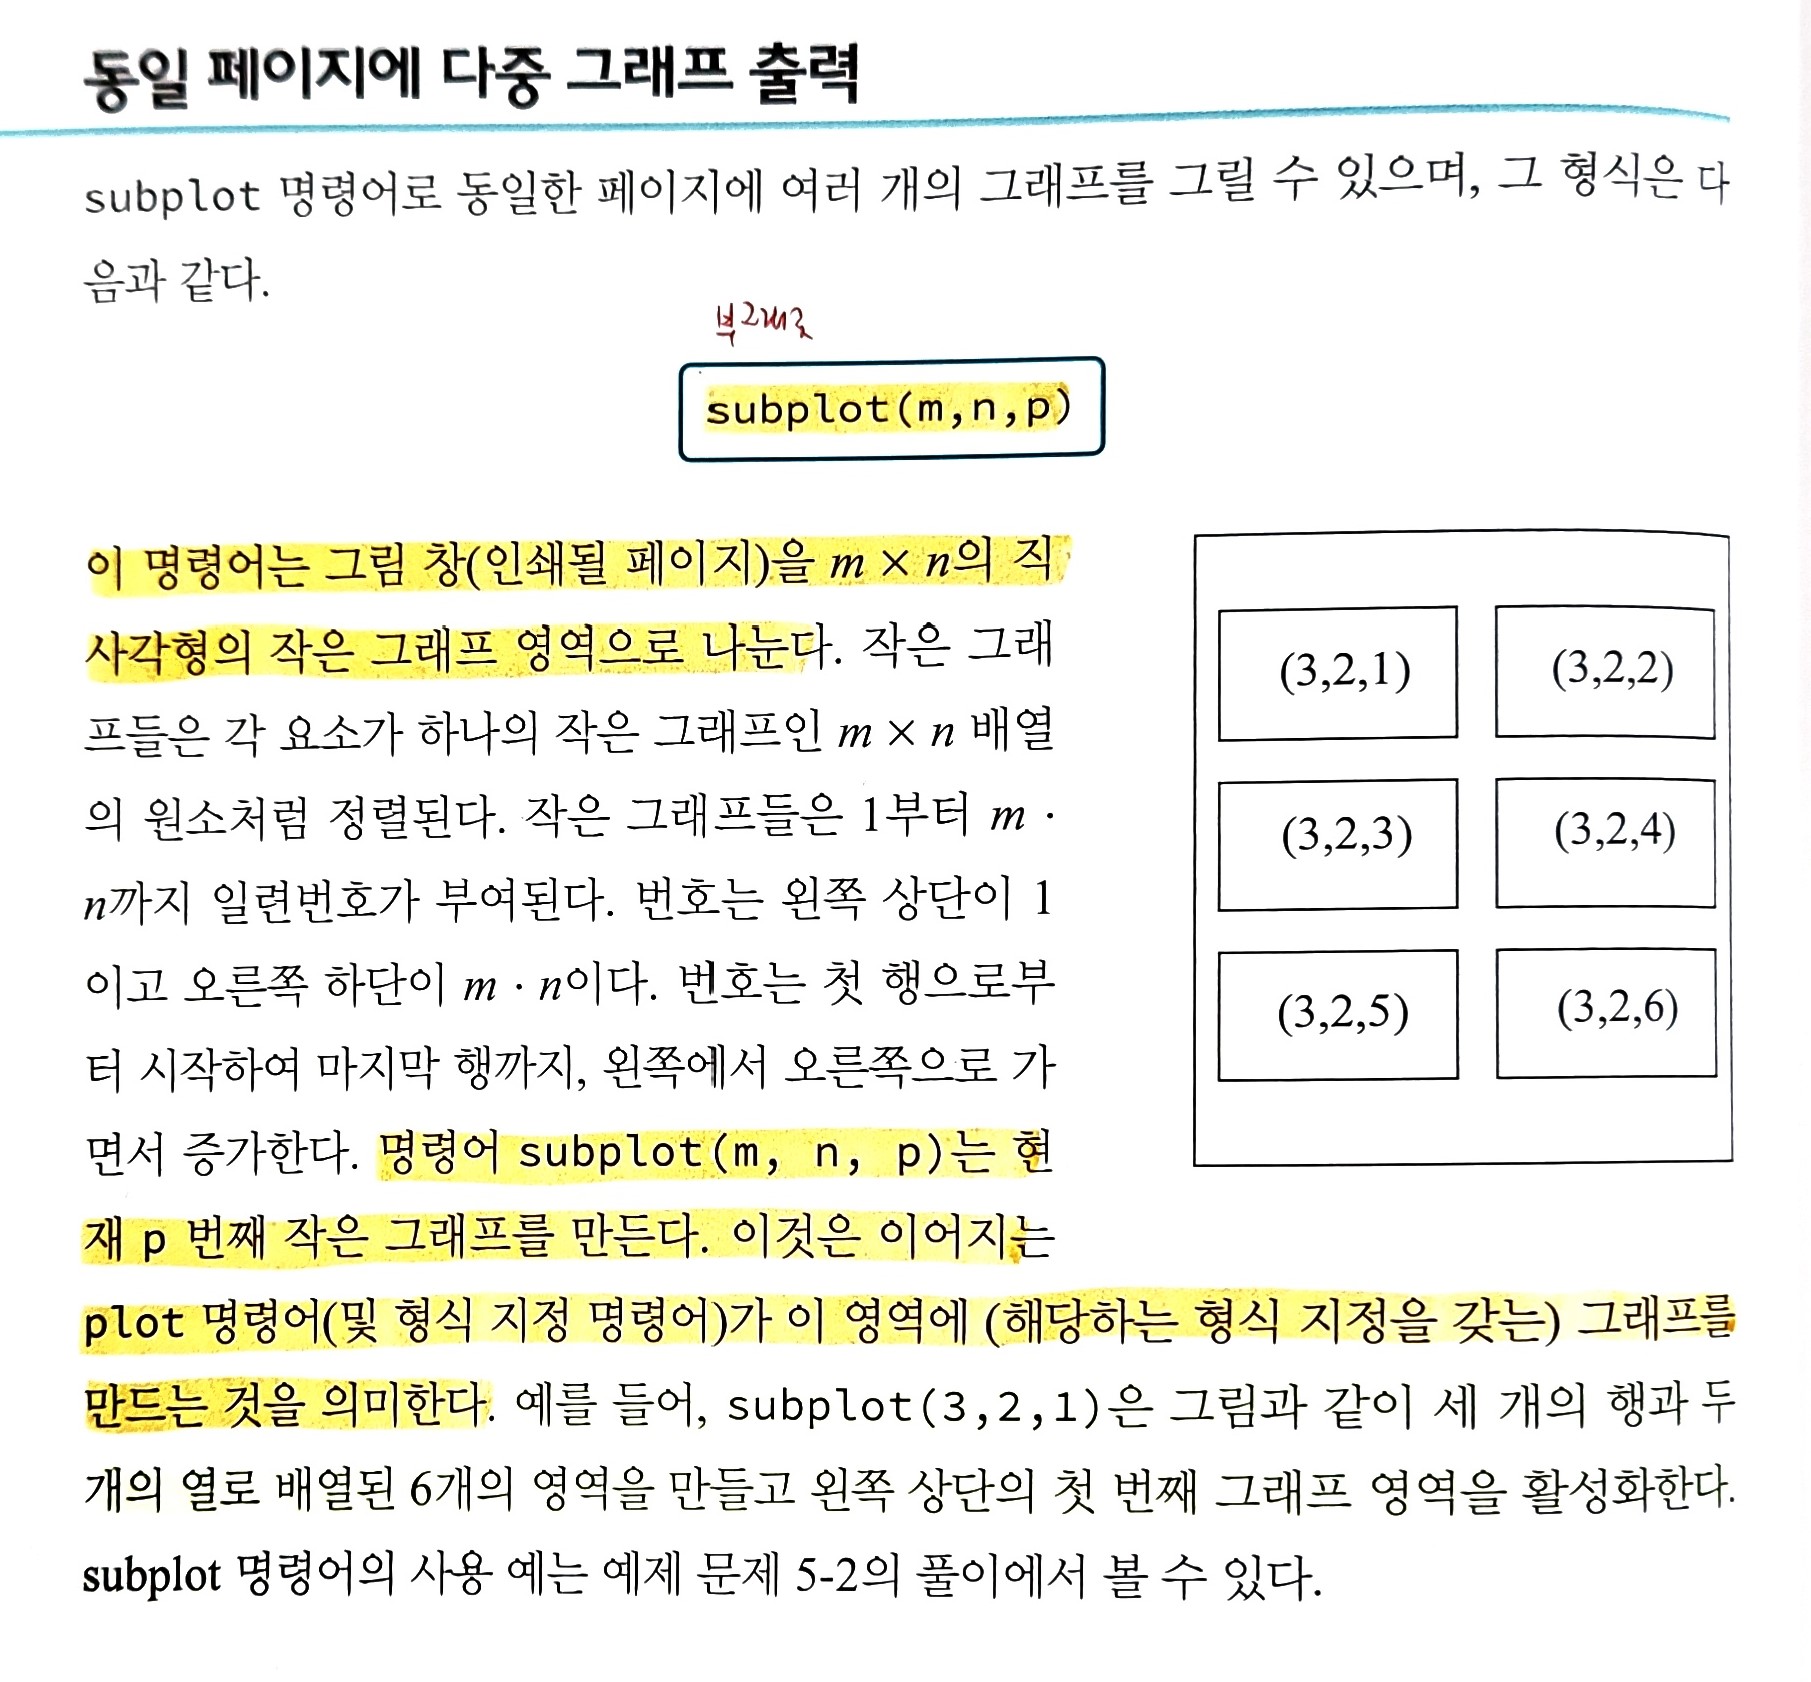 동일 페이지에 다중 그래프 출력
subplot 명령어로 동일한 페이지에 여러 개의 그래프를 그릴 수 있으며, 그 형식은 다
음과 같다.
subplot(m,n,p)
이 명령어는 그림 창(인쇄될 페이지)을 m × n의 직
사각형의 작은 그래프 영역으로 나눈다. 작은 그래
프들은 각 요소가 하나의 작은 그래프인 m × n 배열
의 원소처럼 정렬된다. 작은 그래프들은 1부터 m ·
n까지 일련번호가 부여된다. 번호는 왼쪽 상단이 1
이고 오른쪽 하단이 m · n이다. 번호는 첫 행으로부
터 시작하여 마지막 행까지, 왼쪽에서 오른쪽으로 가
면서 증가한다. 명령어 subplot(m, n, p)는 현
재 p 번째 작은 그래프를 만든다. 이것은 이어지는
(3,2,1) (3,2,2)
(3,2,3) (3,2,4)
(3,2,5) (3,2,6)
plot 명령어(및 형식 지정 명령어)가 이 영역에 (해당하는 형식 지정을 갖는) 그래프를
만드는 것을 의미한다. 예를 들어, subplot(3,2,1)은 그림과 같이 세 개의 행과 두
개의 열로 배열된 6개의 영역을 만들고 왼쪽 상단의 첫 번째 그래프 영역을 활성화한다.
subplot 명령어의 사용 예는 예제 문제 5-2의 풀이에서 볼 수 있다.